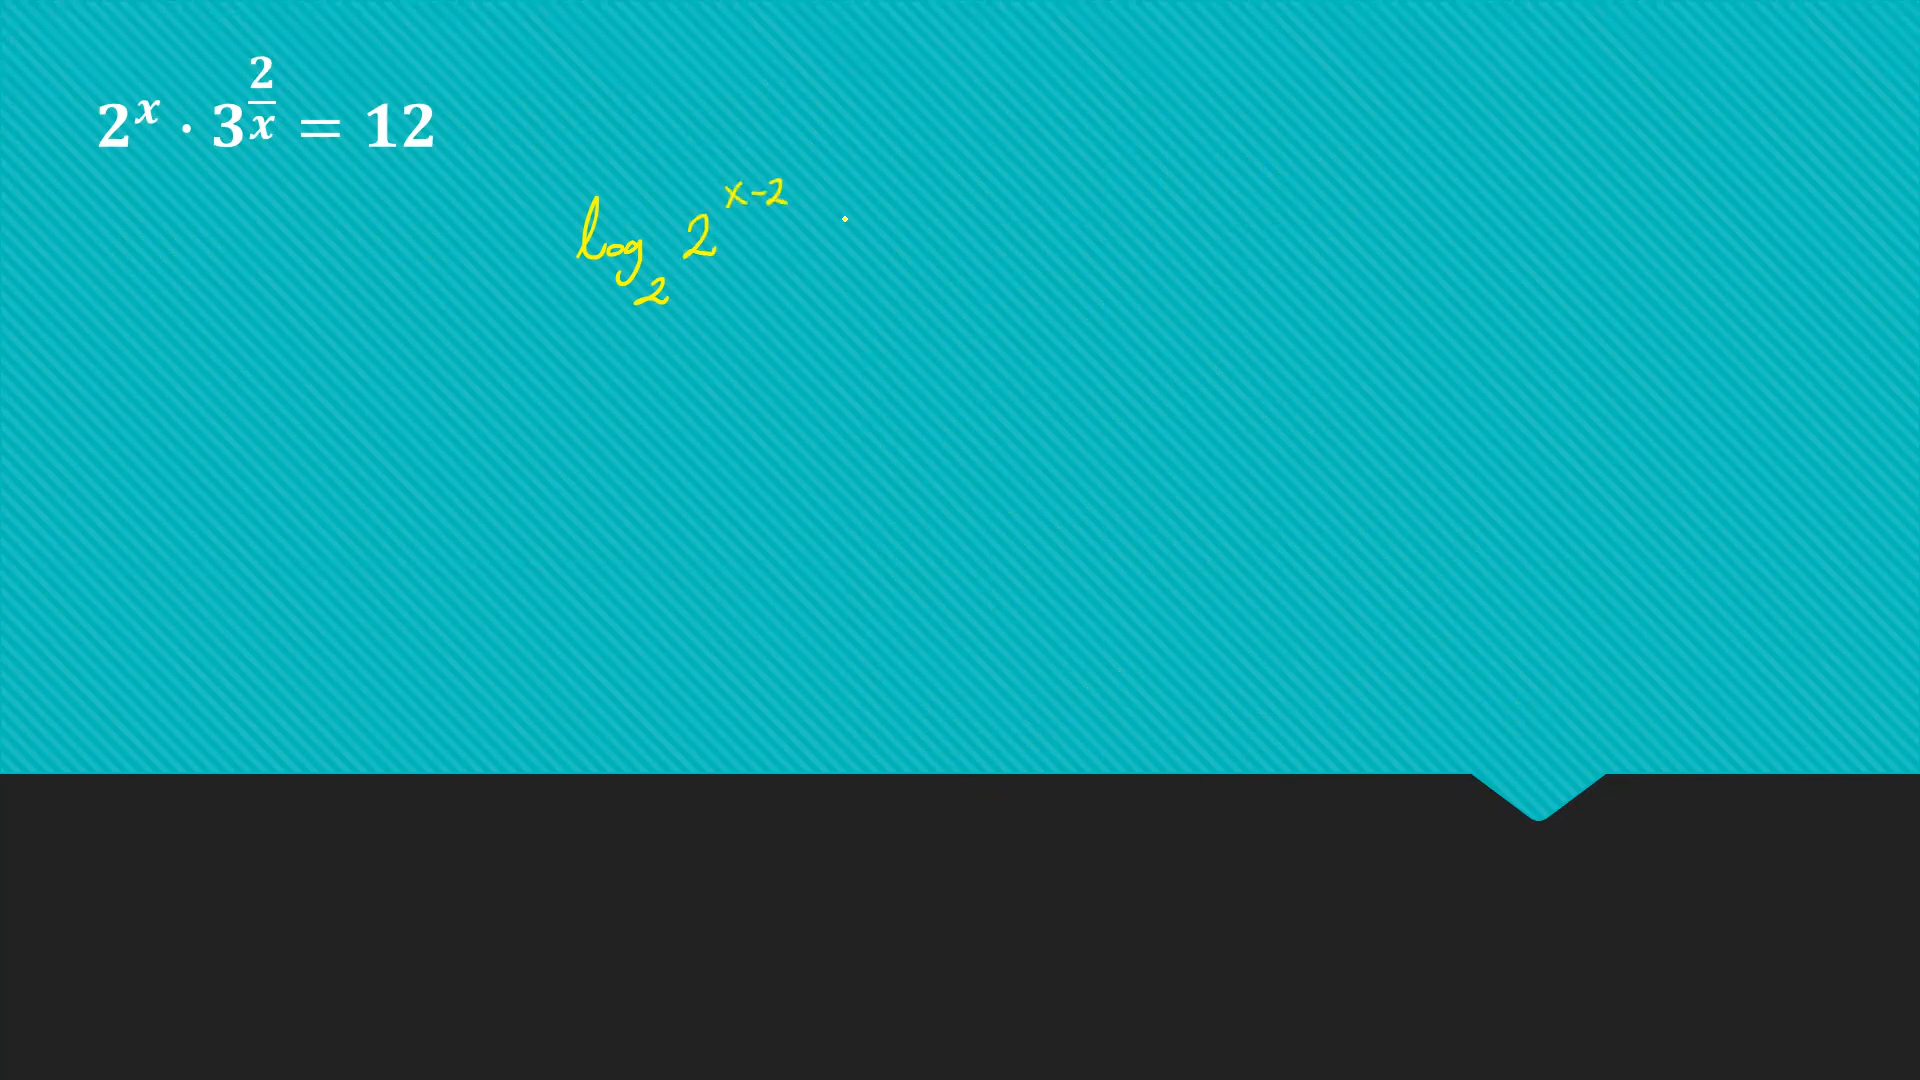 2^x · 3^(2/x) = 12
log_2 2^(x-2)